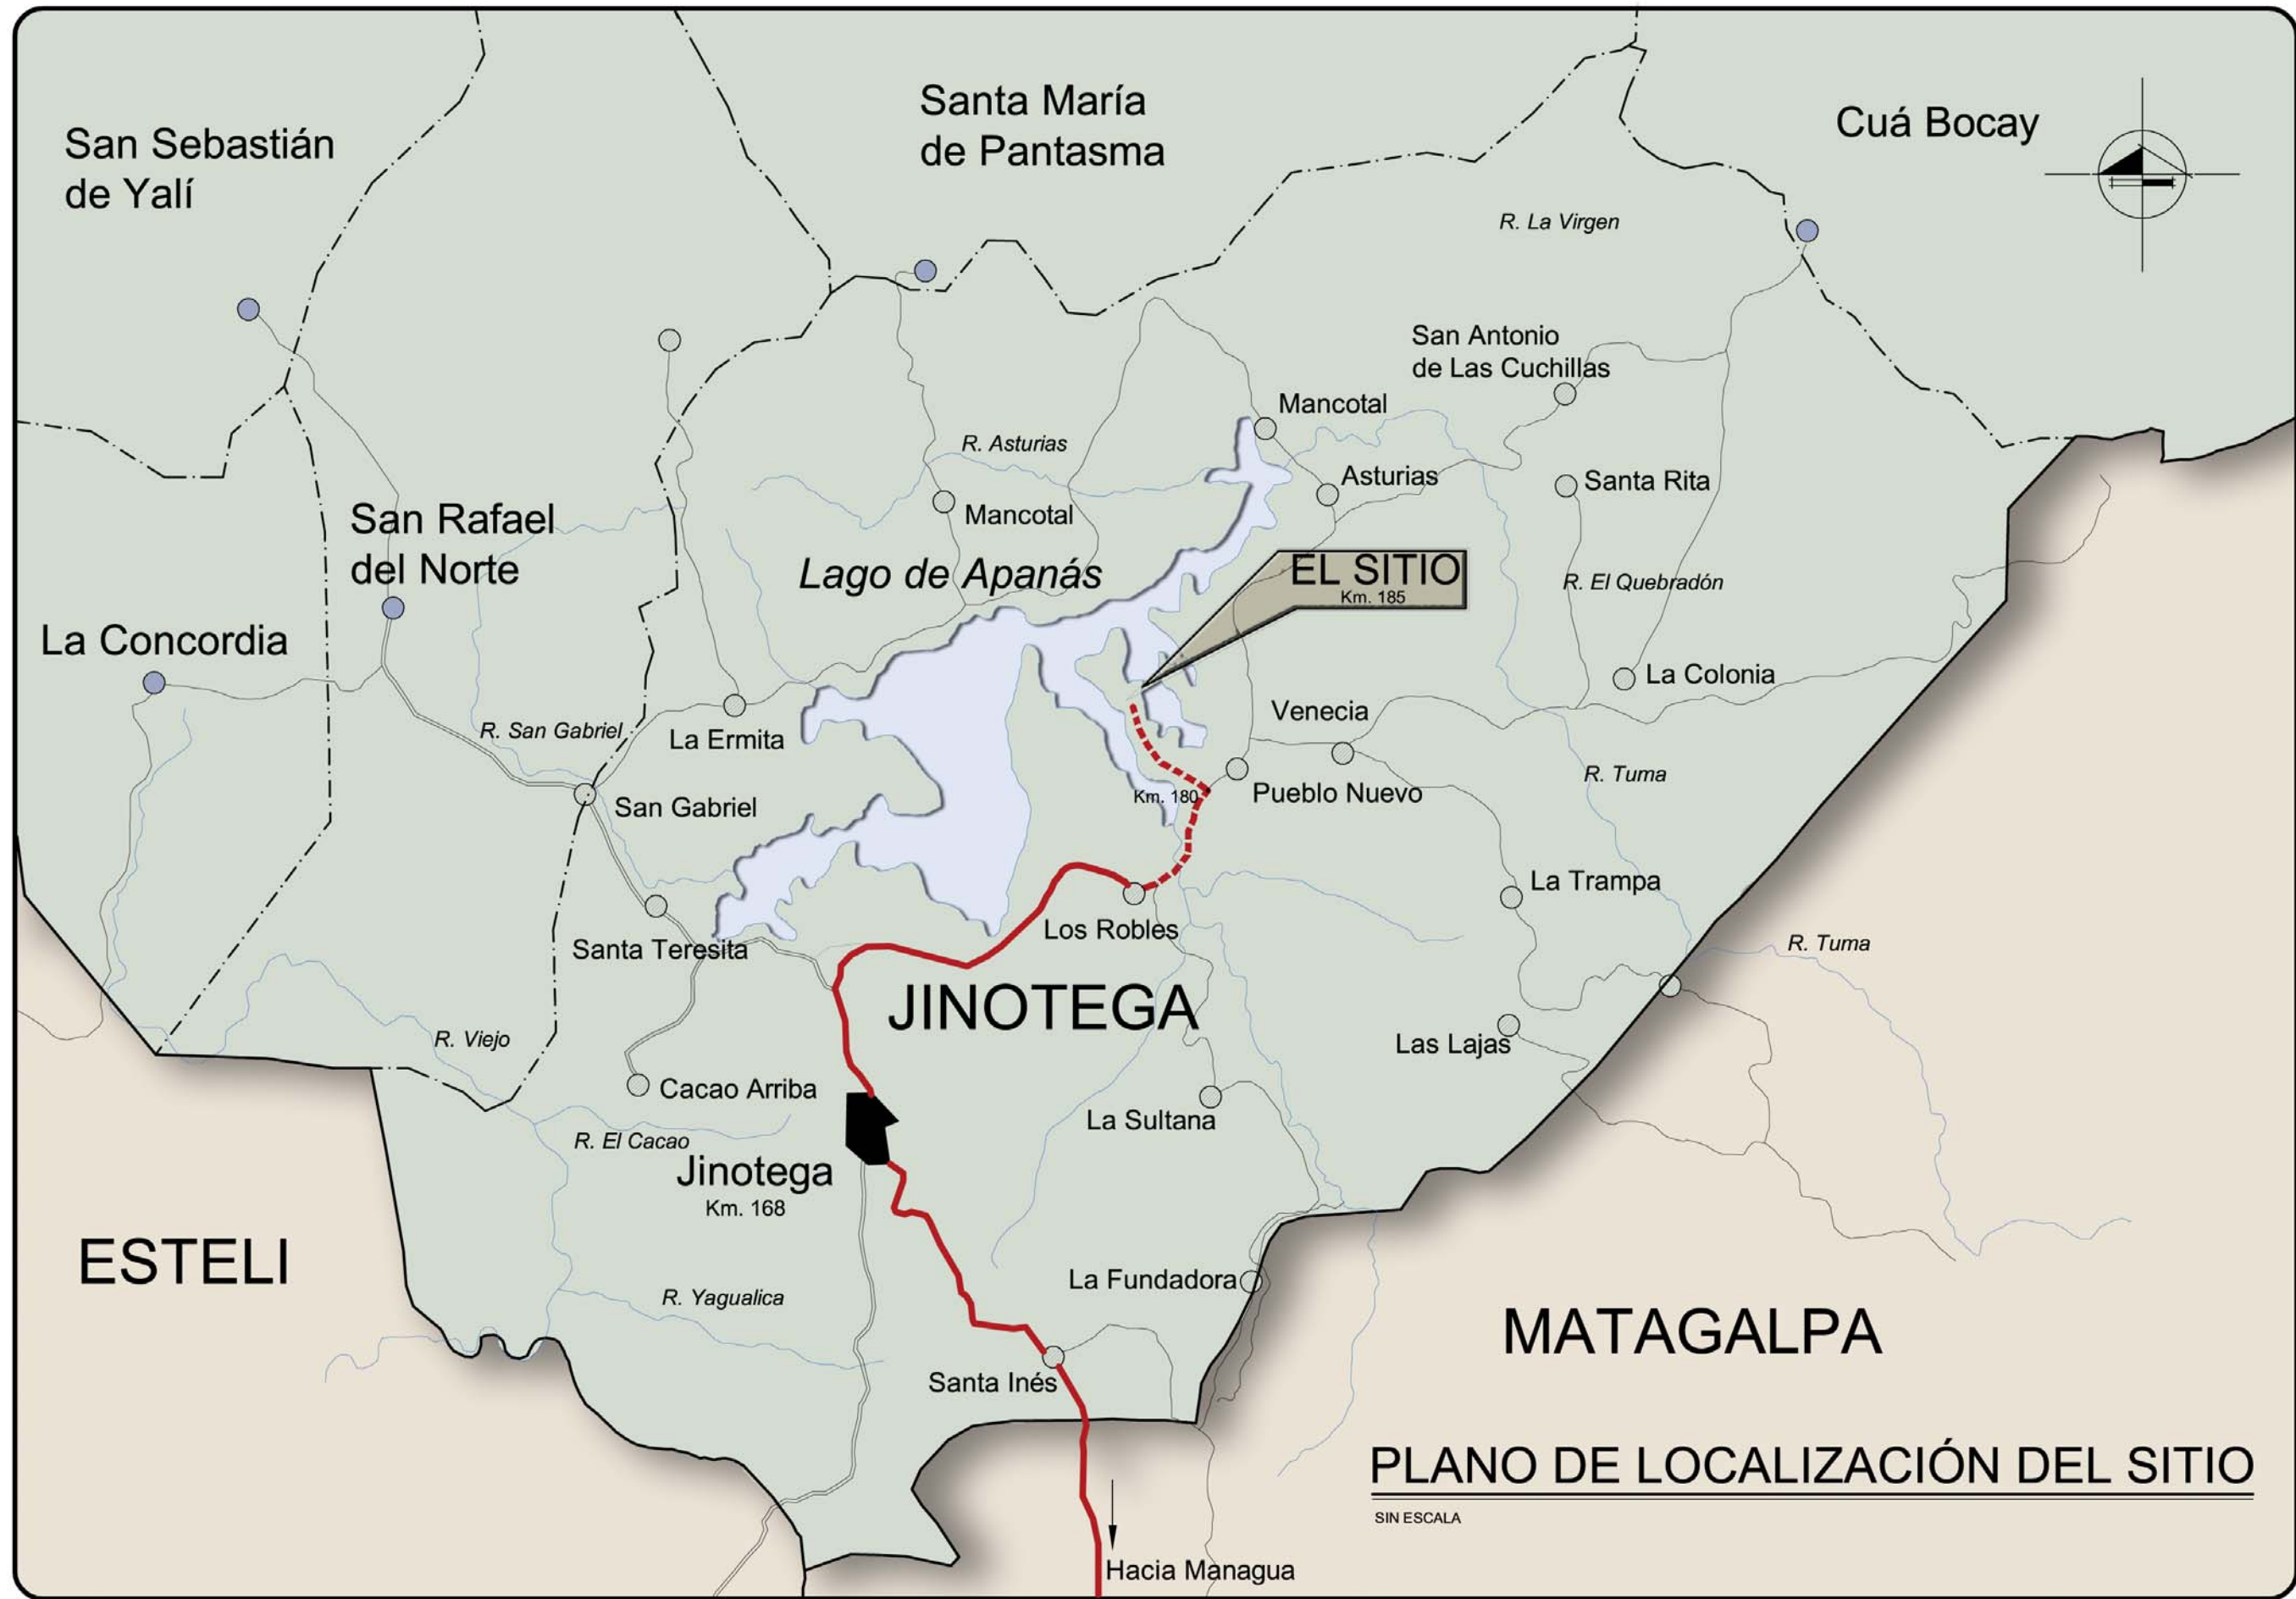 Santa María
de Pantasma
Cuá Bocay
San Sebastián
de Yalí
R. La Virgen
San Antonio
de Las Cuchillas
Mancotal
R. Asturias
Asturias
Santa Rita
Mancotal
San Rafael
del Norte
Lago de Apanás
EL SITIO
Km. 185
R. El Quebradón
La Concordia
La Colonia
Venecia
R. San Gabriel
La Ermita
R. Tuma
Km. 180
Pueblo Nuevo
San Gabriel
La Trampa
Los Robles
Santa Teresita
R. Tuma
JINOTEGA
R. Viejo
Las Lajas
Cacao Arriba
La Sultana
R. El Cacao
Jinotega
Km. 168
ESTELI
La Fundadora
R. Yagualica
MATAGALPA
Santa Inés
PLANO DE LOCALIZACIÓN DEL SITIO
SIN ESCALA
Hacia Managua